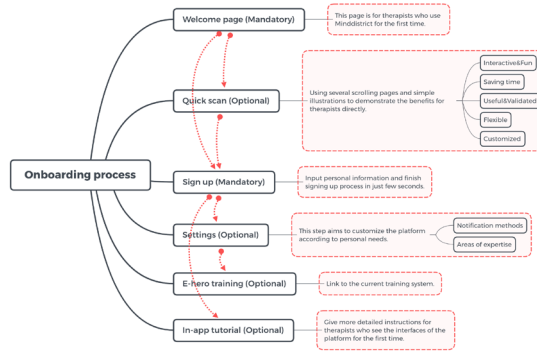 Welcome page (Mandatory)
This page is for therapists who use
Minddistrict for the first time.
Quick scan (Optional)
Using several scrolling pages and simple
illustrations to demonstrate the benefits for
therapists directly.
Interactive&Fun
Saving time
Useful&Validated
Flexible
Customized
Onboarding process
Sign up (Mandatory)
Input personal information and finish
signing up process in just few seconds.
Settings (Optional)
This step aims to customize the platform
according to personal needs.
Notification methods
Areas of expertise
E-hero training (Optional)
Link to the current training system.
In-app tutorial (Optional)
Give more detailed instructions for
therapists who see the interfaces of the
platform for the first time.